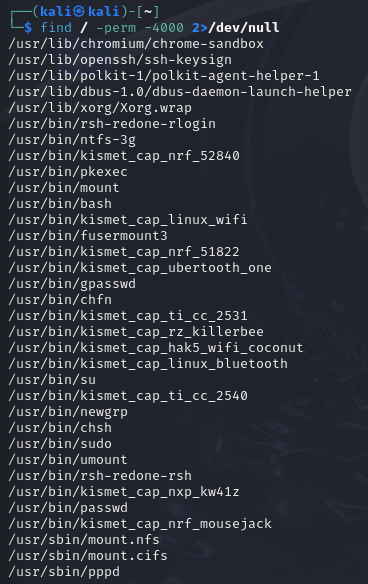 ┌──(kali㉿kali)-[~]
└─$ find / -perm -4000 2>/dev/null
/usr/lib/chromium/chrome-sandbox
/usr/lib/openssh/ssh-keysign
/usr/lib/polkit-1/polkit-agent-helper-1
/usr/lib/dbus-1.0/dbus-daemon-launch-helper
/usr/lib/xorg/Xorg.wrap
/usr/bin/rsh-redone-rlogin
/usr/bin/ntfs-3g
/usr/bin/kismet_cap_nrf_52840
/usr/bin/pkexec
/usr/bin/mount
/usr/bin/bash
/usr/bin/kismet_cap_linux_wifi
/usr/bin/fusermount3
/usr/bin/kismet_cap_nrf_51822
/usr/bin/kismet_cap_ubertooth_one
/usr/bin/gpasswd
/usr/bin/chfn
/usr/bin/kismet_cap_ti_cc_2531
/usr/bin/kismet_cap_rz_killerbee
/usr/bin/kismet_cap_hak5_wifi_coconut
/usr/bin/kismet_cap_linux_bluetooth
/usr/bin/su
/usr/bin/kismet_cap_ti_cc_2540
/usr/bin/newgrp
/usr/bin/chsh
/usr/bin/sudo
/usr/bin/umount
/usr/bin/rsh-redone-rsh
/usr/bin/kismet_cap_nxp_kw41z
/usr/bin/passwd
/usr/bin/kismet_cap_nrf_mousejack
/usr/sbin/mount.nfs
/usr/sbin/mount.cifs
/usr/sbin/pppd